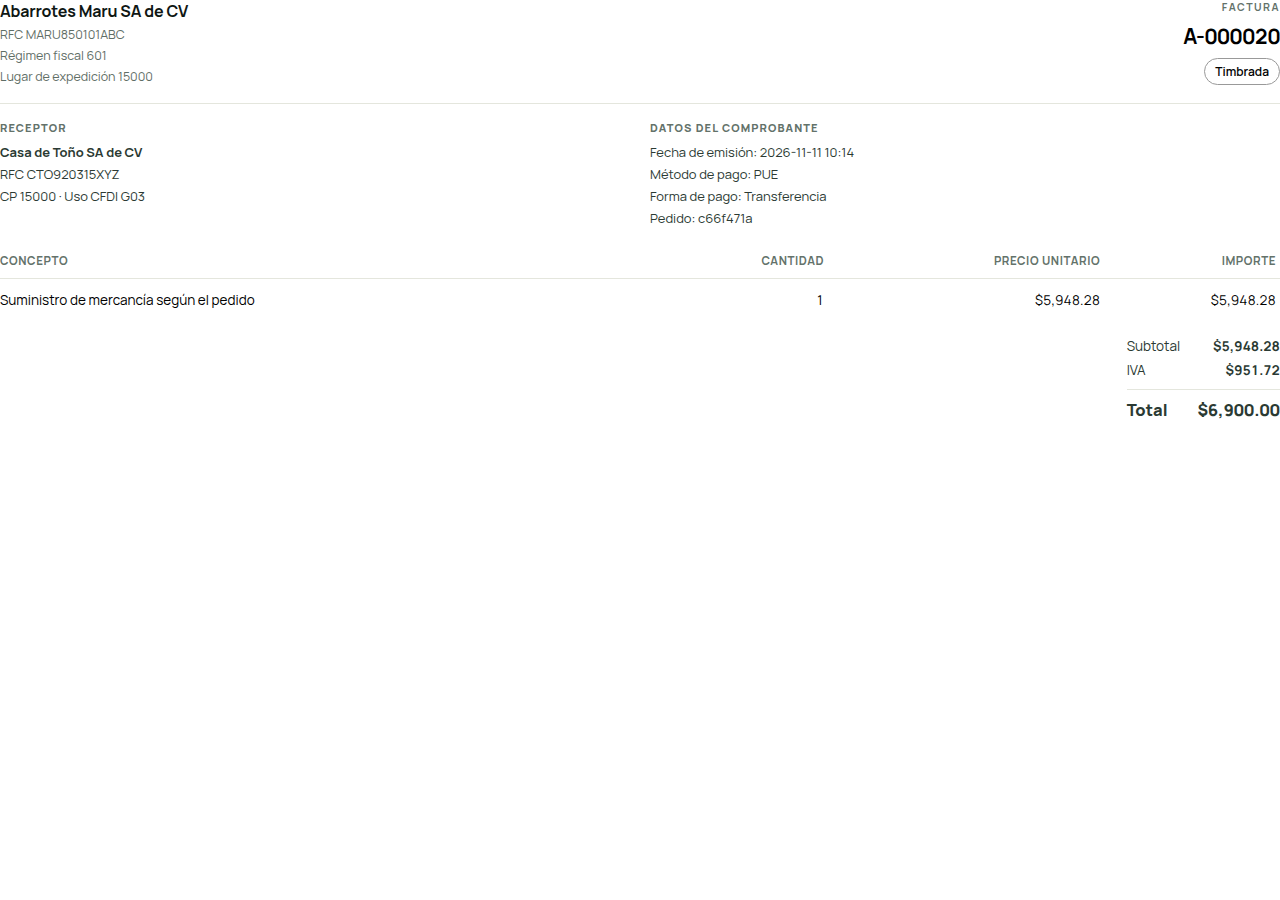 Abarrotes Maru SA de CV
RFC MARU850101ABC
Régimen fiscal 601
Lugar de expedición 15000
FACTURA
A-000020
Timbrada
RECEPTOR
Casa de Toño SA de CV
RFC CTO920315XYZ
CP 15000 · Uso CFDI G03
DATOS DEL COMPROBANTE
Fecha de emisión: 2026-11-11 10:14
Método de pago: PUE
Forma de pago: Transferencia
Pedido: c66f471a
CONCEPTO CANTIDAD PRECIO UNITARIO IMPORTE
Suministro de mercancía según el pedido 1 $5,948.28 $5,948.28
Subtotal $5,948.28
IVA $951.72
Total $6,900.00